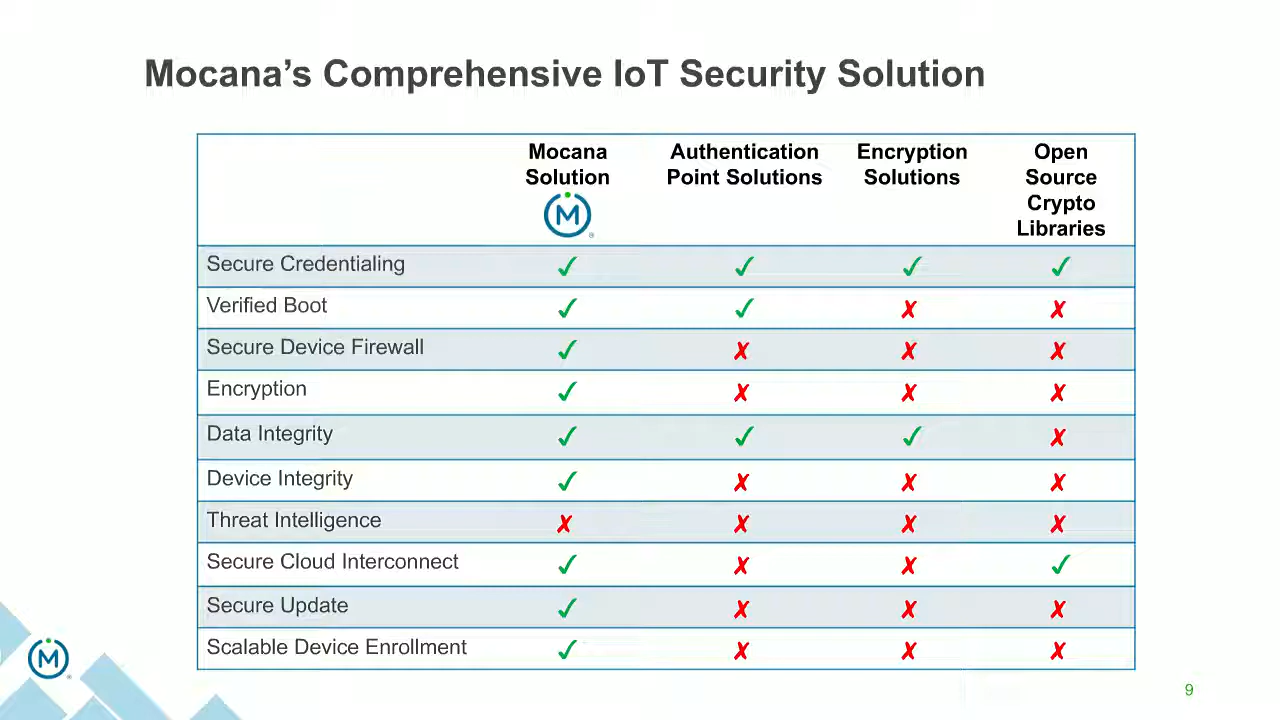 Mocana’s Comprehensive IoT Security Solution
Mocana Solution
Authentication Point Solutions
Encryption Solutions
Open Source Crypto Libraries
M
®
Secure Credentialing ✓ ✓ ✓ ✓
Verified Boot ✓ ✓ ✗ ✗
Secure Device Firewall ✓ ✗ ✗ ✗
Encryption ✓ ✗ ✗ ✗
Data Integrity ✓ ✓ ✓ ✗
Device Integrity ✓ ✗ ✗ ✗
Threat Intelligence ✗ ✗ ✗ ✗
Secure Cloud Interconnect ✓ ✗ ✗ ✓
Secure Update ✓ ✗ ✗ ✗
Scalable Device Enrollment ✓ ✗ ✗ ✗
M
®
9